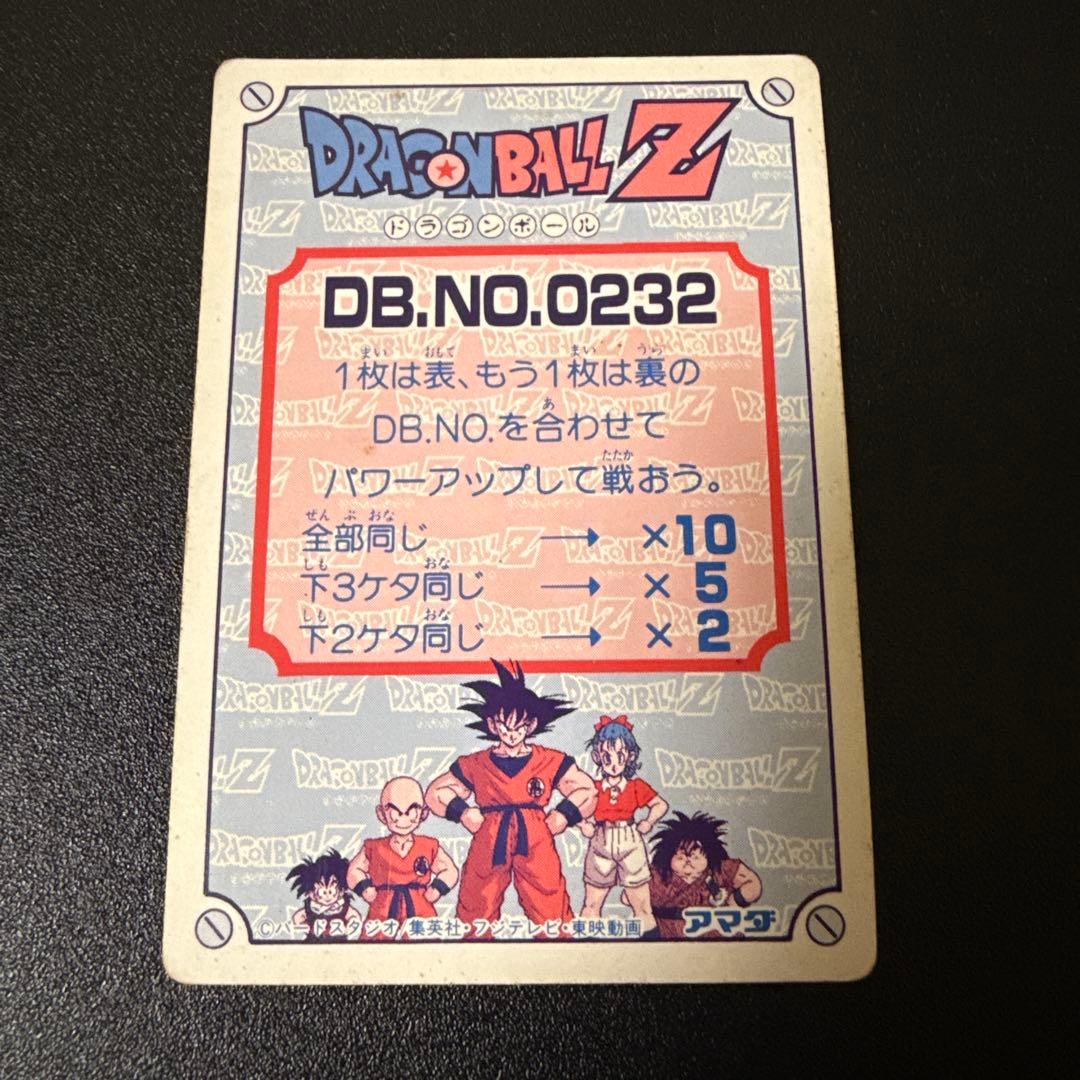 DRAGON BALL Z
ドラゴンボール
DB.NO.0232
1枚は表、もう1枚は裏の
DB.NO.を合わせて
パワーアップして戦おう。
全部同じ → ×10
下3ケタ同じ → ×5
下2ケタ同じ → ×2
©バードスタジオ/集英社・フジテレビ・東映動画
アマダ